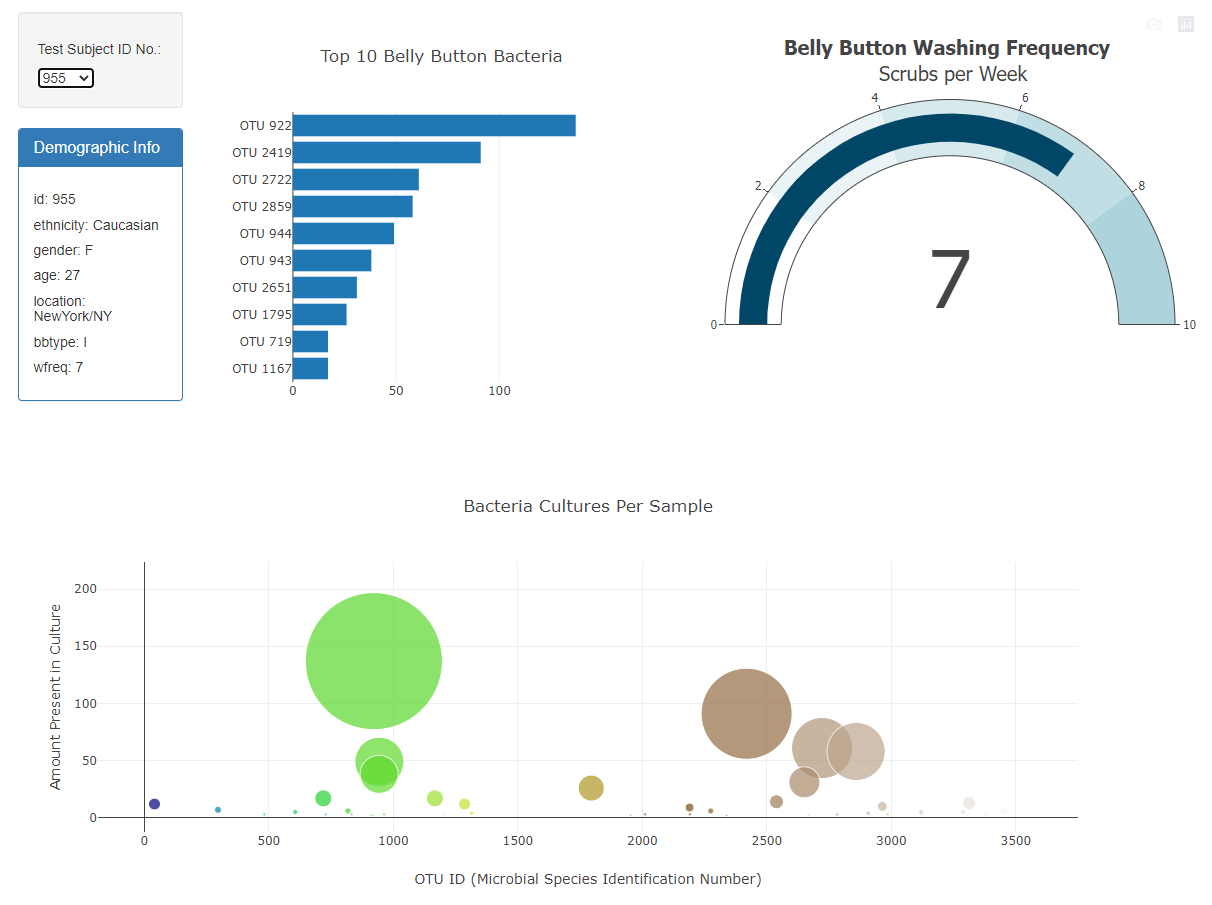 Test Subject ID No.:
955
Demographic Info
id: 955
ethnicity: Caucasian
gender: F
age: 27
location:
NewYork/NY
bbtype: I
wfreq: 7
Top 10 Belly Button Bacteria
OTU 922
OTU 2419
OTU 2722
OTU 2859
OTU 944
OTU 943
OTU 2651
OTU 1795
OTU 719
OTU 1167
0 50 100
Belly Button Washing Frequency
Scrubs per Week
4 6
2 8
7
0 10
Bacteria Cultures Per Sample
Amount Present in Culture
200
150
100
50
0
0 500 1000 1500 2000 2500 3000 3500
OTU ID (Microbial Species Identification Number)